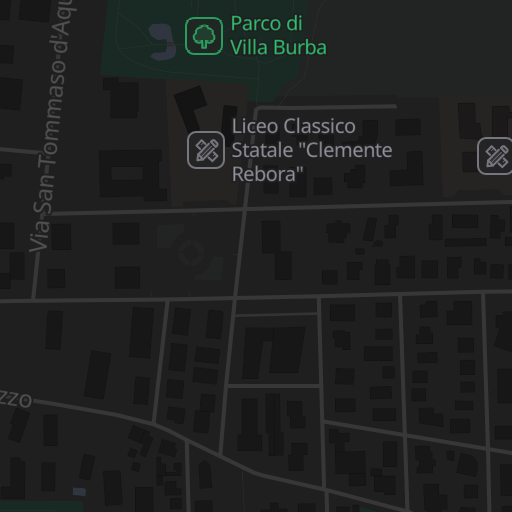 Parco di
Villa Burba
Liceo Classico
Statale "Clemente
Rebora"
Via San Tommaso d'Aqu
zzo